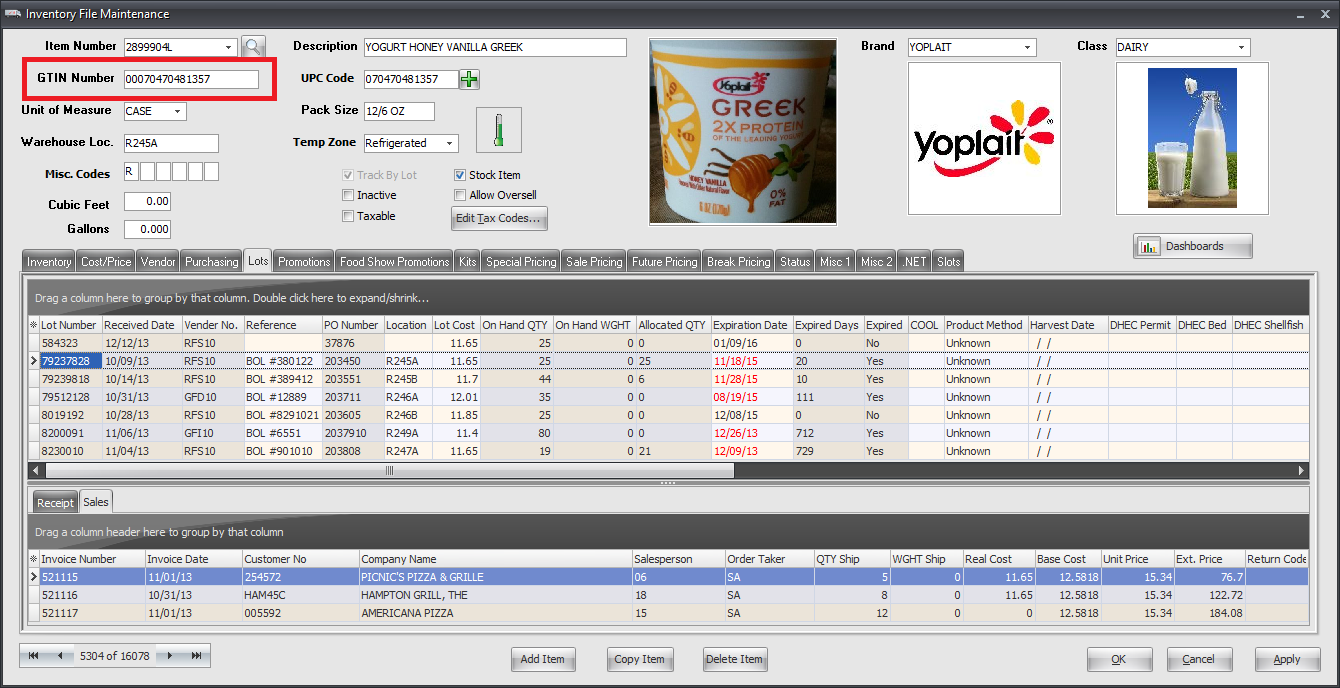 Inventory File Maintenance
Item Number 2899904L Description YOGURT HONEY VANILLA GREEK Brand YOPLAIT Class DAIRY
GTIN Number 00070470481357 UPC Code 070470481357
Unit of Measure CASE Pack Size 12/6 OZ
Warehouse Loc. R245A Temp Zone Refrigerated
Misc. Codes R Track By Lot Stock Item
Inactive Allow Oversell
Cubic Feet 0.00 Taxable Edit Tax Codes...
Gallons 0.000
Yoplait
GREEK
2X PROTEIN
OF THE LEADING YOGURT
HONEY VANILLA
0%
FAT
6 OZ (170g)
Yoplait®
Dashboards
Inventory Cost/Price Vendor Purchasing Lots Promotions Food Show Promotions Kits Special Pricing Sale Pricing Future Pricing Break Pricing Status Misc 1 Misc 2 .NET Slots
Drag a column here to group by that column. Double click here to expand/shrink...
Lot Number Received Date Vender No. Reference PO Number Location Lot Cost On Hand QTY On Hand WGHT Allocated QTY Expiration Date Expired Days Expired COOL Product Method Harvest Date DHEC Permit DHEC Bed DHEC Shellfish
584323 12/12/13 RFS10 37876 11.65 25 0 0 01/09/16 0 No Unknown / /
79237828 10/09/13 RFS10 BOL #380122 203450 R245A 11.65 25 0 25 11/18/15 20 Yes Unknown / /
79239818 10/14/13 RFS10 BOL #389412 203551 R245B 11.7 44 0 6 11/28/15 10 Yes Unknown / /
79512128 10/31/13 GFD10 BOL #12889 203711 R246A 12.01 35 0 0 08/19/15 111 Yes Unknown / /
8019192 10/28/13 RFS10 BOL #8291021 203605 R246B 11.85 25 0 0 12/08/15 0 No Unknown / /
8200091 11/06/13 GFI10 BOL #6551 2037910 R249A 11.4 80 0 0 12/26/13 712 Yes Unknown / /
8230010 11/04/13 RFS10 BOL #901010 203808 R247A 11.65 19 0 21 12/09/13 729 Yes Unknown / /
Receipt Sales
Drag a column header here to group by that column
Invoice Number Invoice Date Customer No Company Name Salesperson Order Taker QTY Ship WGHT Ship Real Cost Base Cost Unit Price Ext. Price Return Code
521115 11/01/13 254572 PICNIC'S PIZZA & GRILLE 06 SA 5 0 11.65 12.5818 15.34 76.7
521116 10/31/13 HAM45C HAMPTON GRILL, THE 18 SA 8 0 11.65 12.5818 15.34 122.72
521117 11/01/13 005592 AMERICANA PIZZA 15 SA 12 0 0 12.5818 15.34 184.08
5304 of 16078 Add Item Copy Item Delete Item OK Cancel Apply